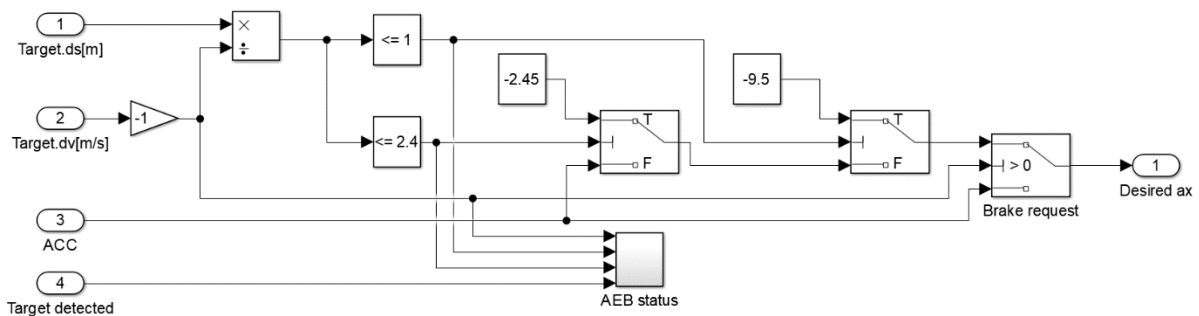 1
Target.ds[m]
×
÷
<= 1
-2.45
-9.5
2
-1
Target.dv[m/s]
<= 2.4
T
F
T
F
> 0
Brake request
1
Desired ax
3
ACC
4
Target detected
AEB status